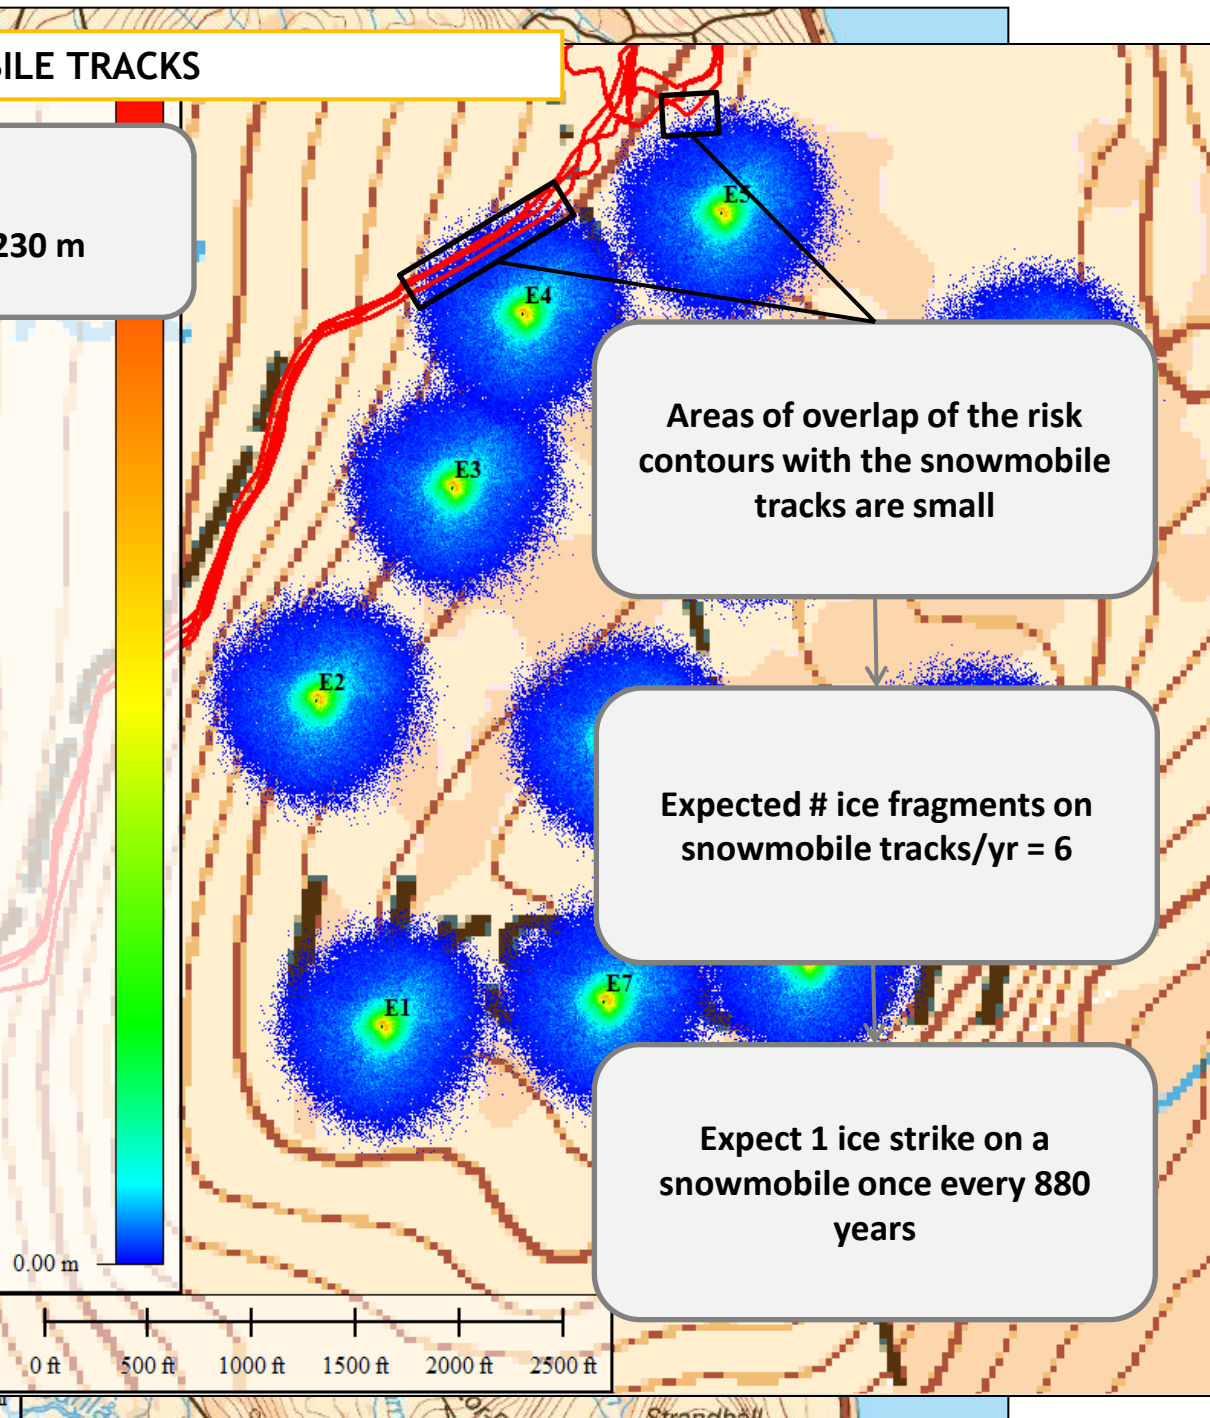 BILE TRACKS
230 m
E5
E4
E3
E2
E1
E7
Areas of overlap of the risk
contours with the snowmobile
tracks are small
Expected # ice fragments on
snowmobile tracks/yr = 6
Expect 1 ice strike on a
snowmobile once every 880
years
0.00 m
0 ft
500 ft
1000 ft
1500 ft
2000 ft
2500 ft